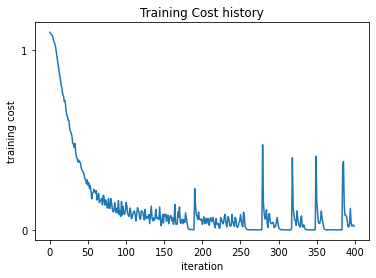 Training Cost history
1
training cost
0
0 50 100 150 200 250 300 350 400
iteration